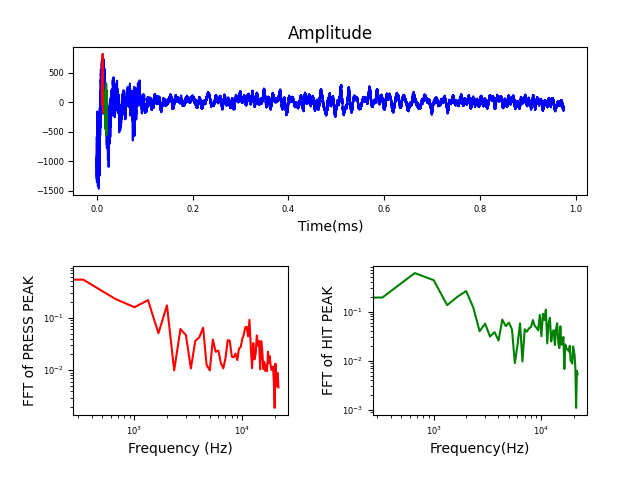 Amplitude
500
0
−500
−1000
−1500
0.0 0.2 0.4 0.6 0.8 1.0
Time(ms)
FFT of PRESS PEAK
10⁻¹
10⁻²
10³ 10⁴
Frequency (Hz)
FFT of HIT PEAK
10⁻¹
10⁻²
10⁻³
10³ 10⁴
Frequency(Hz)